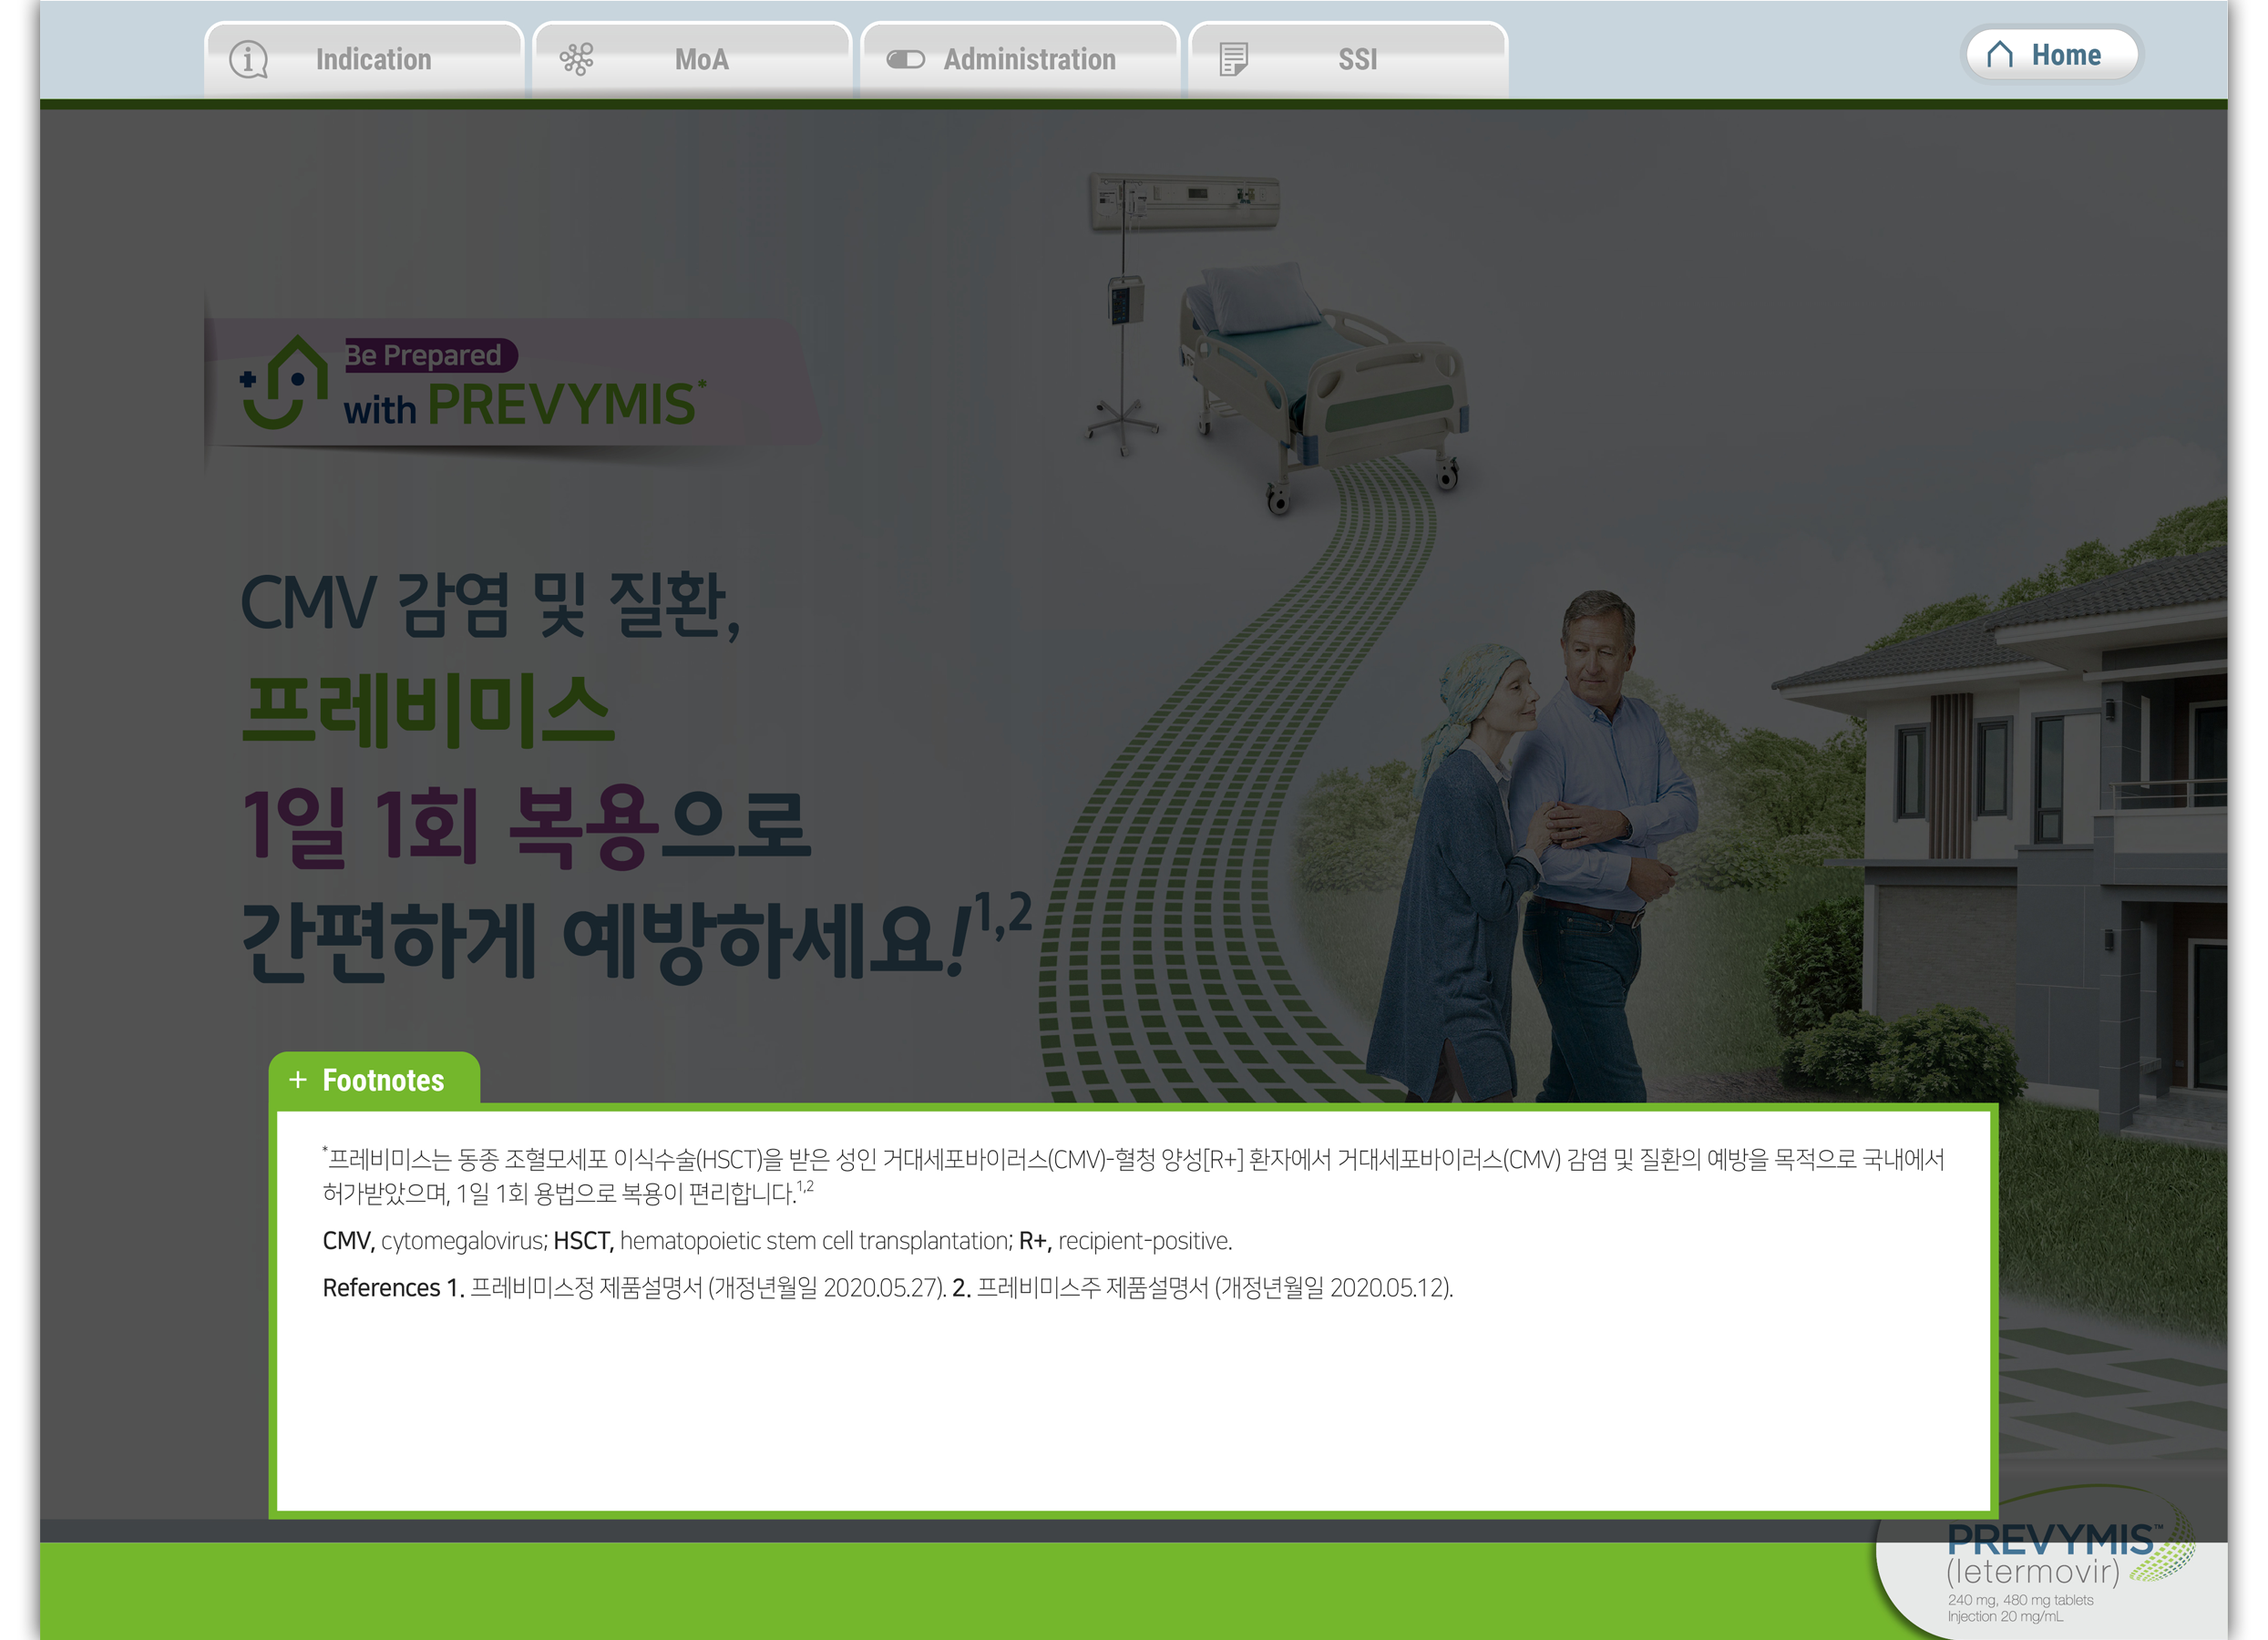 Indication
MoA
Administration
SSI
Home
Be Prepared
with PREVYMIS*
CMV 감염 및 질환,
프레비미스
1일 1회 복용으로
간편하게 예방하세요!1,2
+ Footnotes
*프레비미스는 동종 조혈모세포 이식수술(HSCT)을 받은 성인 거대세포바이러스(CMV)-혈청 양성[R+] 환자에서 거대세포바이러스(CMV) 감염 및 질환의 예방을 목적으로 국내에서
허가받았으며, 1일 1회 용법으로 복용이 편리합니다.1,2
CMV, cytomegalovirus; HSCT, hematopoietic stem cell transplantation; R+, recipient-positive.
References 1. 프레비미스정 제품설명서 (개정년월일 2020.05.27). 2. 프레비미스주 제품설명서 (개정년월일 2020.05.12).
PREVYMIS™
(letermovir)
240 mg, 480 mg tablets
Injection 20 mg/mL